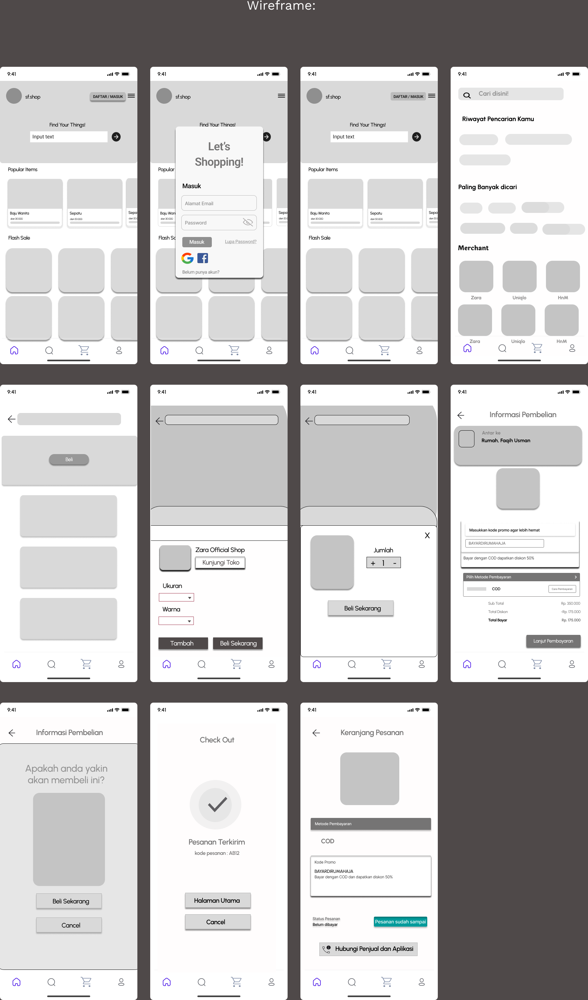 Wireframe:
9:41
sf.shop
DAFTAR / MASUK
Find Your Things!
Input text
Popular Items
Baju Wanita
dari 30.000
Sepatu
dari 50.000
Sepa
dari 50.0
Flash Sale
9:41
sf.shop
Find Your Things!
Let's
Shopping!
Popular
Masuk
Alamat Email
Baju Wani
dari 30.000
Sepa
dari 50.0
Password
Flash Sa
Masuk
Lupa Password?
Belum punya akun?
9:41
sf.shop
DAFTAR / MASUK
Find Your Things!
Input text
Popular Items
Baju Wanita
dari 30.000
Sepatu
dari 50.000
Sepa
dari 50.0
Flash Sale
9:41
Cari disini!
Riwayat Pencarian Kamu
Paling Banyak dicari
Merchant
Zara
Uniqlo
HnM
Zara
Uniqlo
HnM
9:41
Beli
9:41
Zara Official Shop
Kunjungi Toko
Ukuran
Warna
Tambah
Beli Sekarang
9:41
X
Jumlah
+ 1 -
Beli Sekarang
9:41
Informasi Pembelian
Antar ke
Rumah, Faqih Usman
Masukkan kode promo agar lebih hemat
BAYARDIRUMAHAJA
Bayar dengan COD dapatkan diskon 50%
Pilih Metode Pembayaran
COD
Cara Pembayaran
Sub Total
Rp. 350.000
Total Diskon
-Rp. 175.000
Total Bayar
Rp. 175.000
Lanjut Pembayaran
9:41
Informasi Pembelian
Apakah anda yakin
akan membeli ini?
Beli Sekarang
Cancel
9:41
Check Out
Pesanan Terkirim
kode pesanan : AB12
Halaman Utama
Cancel
9:41
Keranjang Pesanan
Metode Pembayaran
COD
Kode Promo
BAYARDIRUMAHAJA
Bayar dengan COD dan dapatkan diskon 50%
Status Pesanan
Belum dibayar
Pesanan sudah sampai
Hubungi Penjual dan Aplikasi